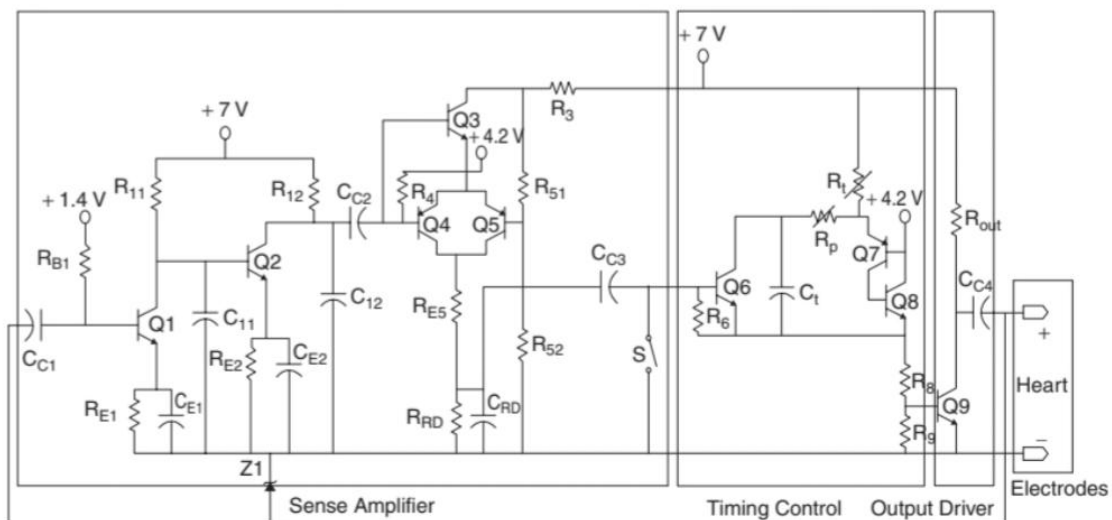 + 7 V
+ 7 V
Q3
R3
+ 4.2 V
R11
R12
CC2
R4
R51
Rt
+ 4.2 V
+ 1.4 V
Q4
Q5
Rp
Q7
Rout
RB1
Q2
CC3
Q6
Ct
Q8
CC4
Q1
C11
C12
RE5
R6
CC1
RE2
CE2
R52
S
+
R8
Heart
RE1
CE1
RRD
CRD
Q9
R9
–
Z1
Sense Amplifier
Timing Control
Output Driver
Electrodes